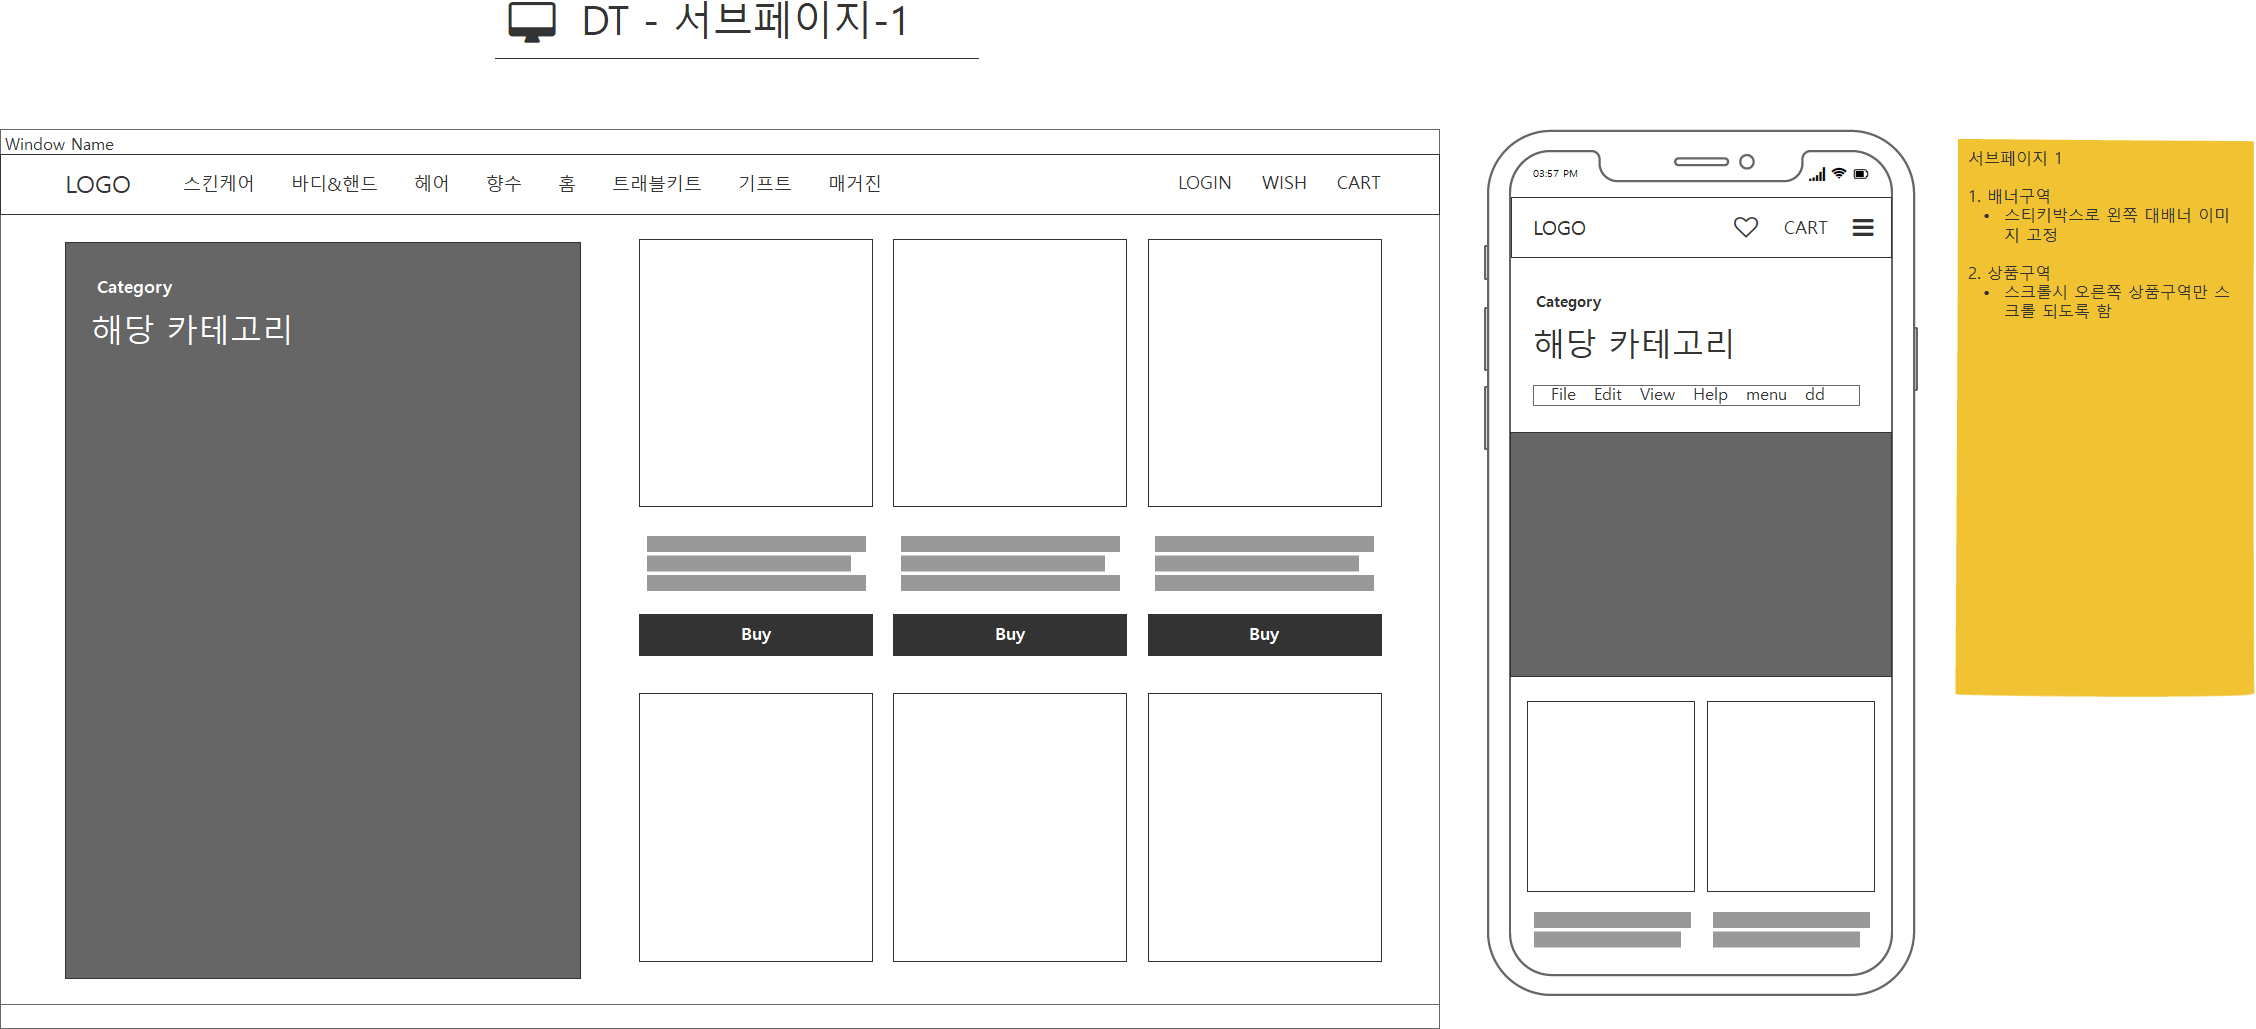 DT - 서브페이지-1
Window Name
LOGO 스킨케어 바디&핸드 헤어 향수 홈 트래블키트 기프트 매거진 LOGIN WISH CART
Category
해당 카테고리
Buy Buy Buy
03:57 PM
LOGO CART
Category
해당 카테고리
File Edit View Help menu dd
서브페이지 1
1. 배너구역
• 스티키박스로 왼쪽 대배너 이미
지 고정
2. 상품구역
• 스크롤시 오른쪽 상품구역만 스
크롤 되도록 함